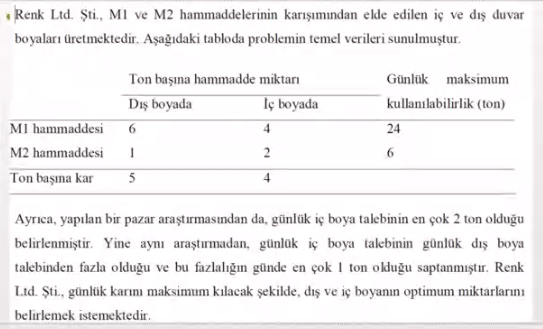 Renk Ltd. Şti., M1 ve M2 hammaddelerinin karışımından elde edilen iç ve dış duvar
boyaları üretmektedir. Aşağıdaki tabloda problemin temel verileri sunulmuştur.
Ton başına hammadde miktarı Günlük maksimum
Dış boyada İç boyada kullanılabilirlik (ton)
M1 hammaddesi 6 4 24
M2 hammaddesi 1 2 6
Ton başına kar 5 4
Ayrıca, yapılan bir pazar araştırmasından da, günlük iç boya talebinin en çok 2 ton olduğu
belirlenmiştir. Yine aynı araştırmadan, günlük iç boya talebinin günlük dış boya
talebinden fazla olduğu ve bu fazlalığın günde en çok 1 ton olduğu saptanmıştır. Renk
Ltd. Şti., günlük karını maksimum kılacak şekilde, dış ve iç boyanın optimum miktarlarını
belirlemek istemektedir.